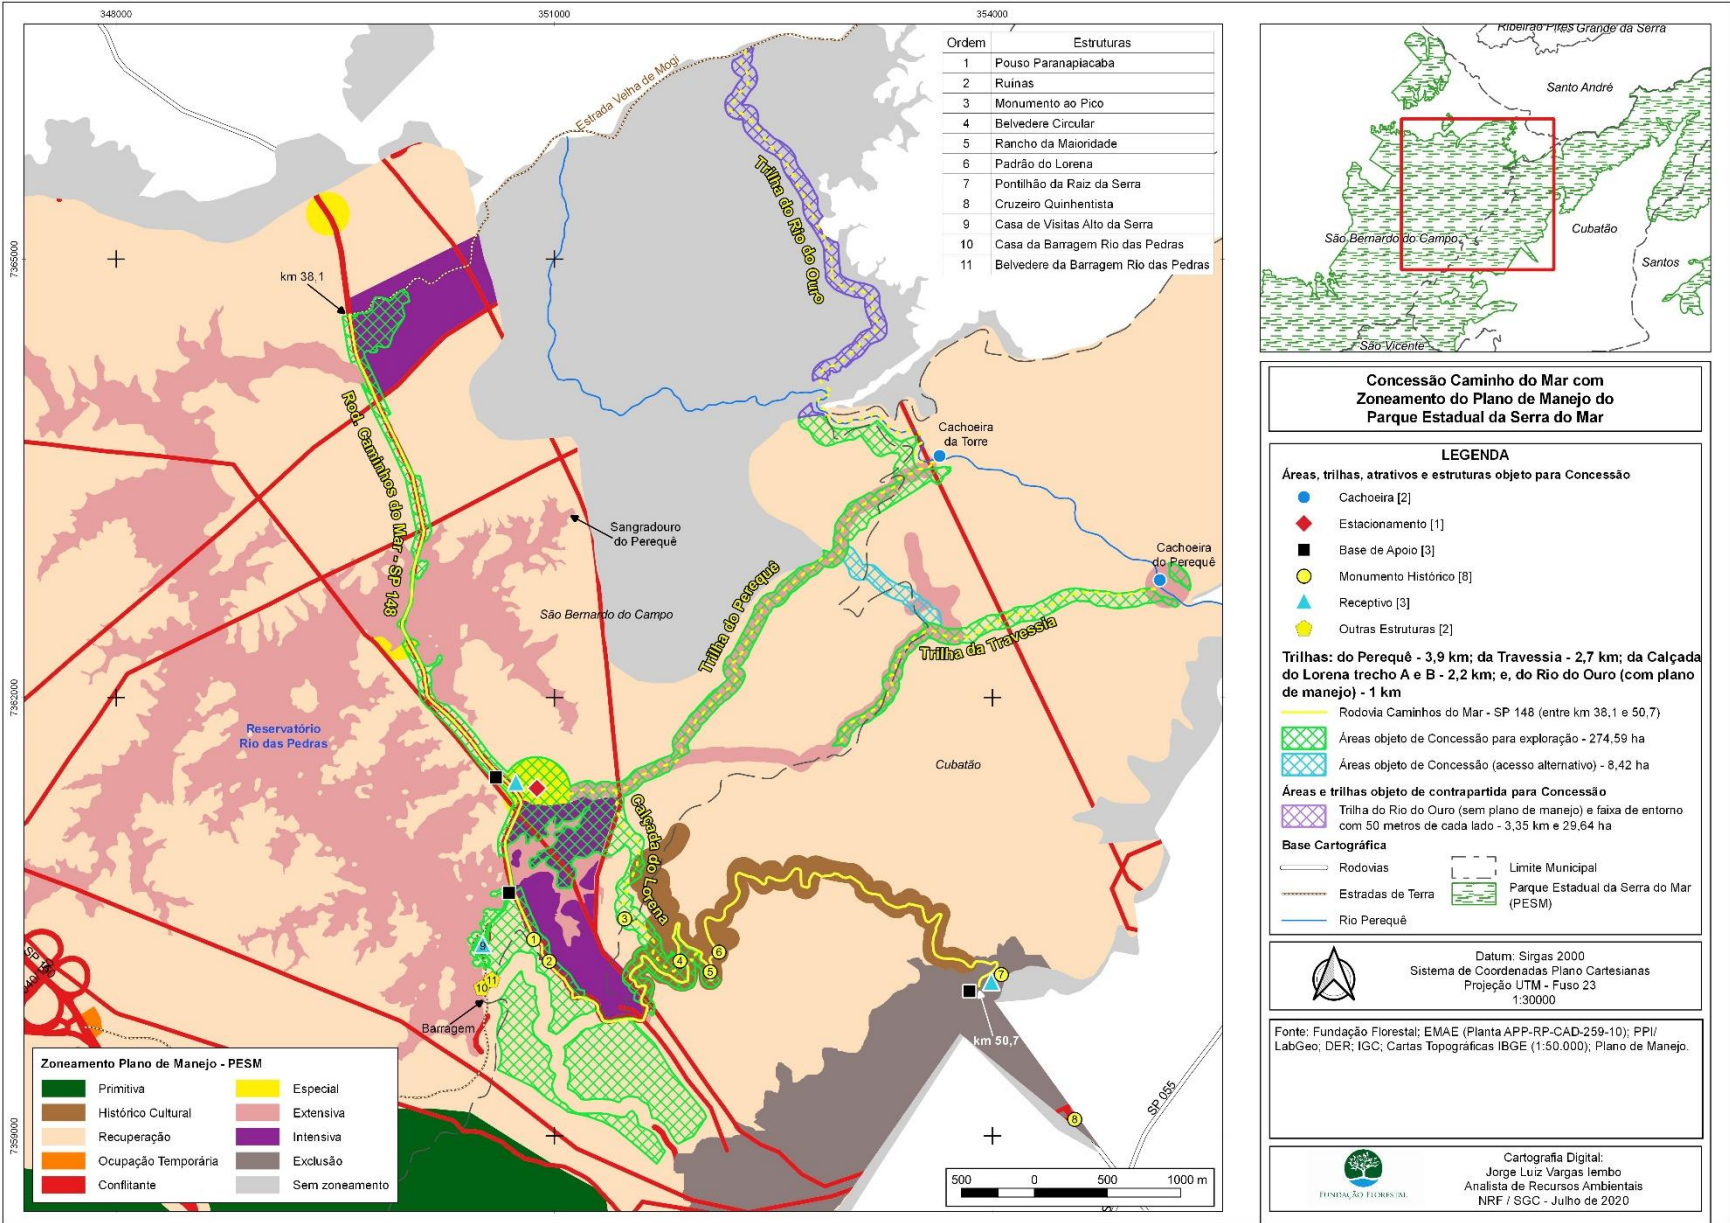 348000
351000
354000
7365000
7362000
7359000
Estrada Velha de Mogi
Trilha do Rio do Ouro
km 38,1
Rod. Caminhos do Mar - SP 148
Cachoeira
da Torre
Sangradouro
do Perequê
Cachoeira
do Perequê
São Bernardo do Campo
Trilha do Perequê
Trilha da Travessia
Reservatório
Rio das Pedras
Cubatão
Calçada do Lorena
1
2
3
4
5
6
7
8
9
10
11
Barragem
km 50,7
SP 055
Ordem Estruturas
1 Pouso Paranapiacaba
2 Ruínas
3 Monumento ao Pico
4 Belvedere Circular
5 Rancho da Maioridade
6 Padrão do Lorena
7 Pontilhão da Raiz da Serra
8 Cruzeiro Quinhentista
9 Casa de Visitas Alto da Serra
10 Casa da Barragem Rio das Pedras
11 Belvedere da Barragem Rio das Pedras
Zoneamento Plano de Manejo - PESM
Primitiva Especial
Histórico Cultural Extensiva
Recuperação Intensiva
Ocupação Temporária Exclusão
Conflitante Sem zoneamento
500 0 500 1000 m
Ribeirão Pires
Grande da Serra
Santo André
São Bernardo do Campo
Cubatão
Santos
São Vicente
Concessão Caminho do Mar com
Zoneamento do Plano de Manejo do
Parque Estadual da Serra do Mar
LEGENDA
Áreas, trilhas, atrativos e estruturas objeto para Concessão
Cachoeira [2]
Estacionamento [1]
Base de Apoio [3]
Monumento Histórico [8]
Receptivo [3]
Outras Estruturas [2]
Trilhas: do Perequê - 3,9 km; da Travessia - 2,7 km; da Calçada
do Lorena trecho A e B - 2,2 km; e, do Rio do Ouro (com plano
de manejo) - 1 km
Rodovia Caminhos do Mar - SP 148 (entre km 38,1 e 50,7)
Áreas objeto de Concessão para exploração - 274,59 ha
Áreas objeto de Concessão (acesso alternativo) - 8,42 ha
Áreas e trilhas objeto de contrapartida para Concessão
Trilha do Rio do Ouro (sem plano de manejo) e faixa de entorno
com 50 metros de cada lado - 3,35 km e 29,64 ha
Base Cartográfica
Rodovias Limite Municipal
Estradas de Terra Parque Estadual da Serra do Mar
(PESM)
Rio Perequê
Datum: Sirgas 2000
Sistema de Coordenadas Plano Cartesianas
Projeção UTM - Fuso 23
1:30000
Fonte: Fundação Florestal; EMAE (Planta APP-RP-CAD-259-10); PPI/
LabGeo; DER; IGC; Cartas Topográficas IBGE (1:50.000); Plano de Manejo.
FUNDAÇÃO FLORESTAL
Cartografia Digital:
Jorge Luiz Vargas Iembo
Analista de Recursos Ambientais
NRF / SGC - Julho de 2020